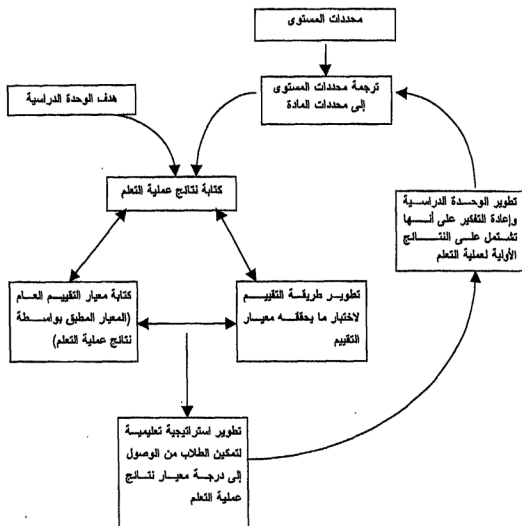 محددات المستوى
ترجمة محددات المستوى
إلى محددات المادة
هدف الوحدة الدراسية
كتابة نتائج عملية التعلم
تطوير الوحدة الدراسية
وإعادة التفكير على أنها
تشتمل على النتائج
الأولية لعملية التعلم
تطوير طريقة التقييم
لاختبار ما يحققه معيار
التقييم
كتابة معيار التقييم العام
(المعيار المطبق بواسطة
نتائج عملية التعلم)
تطوير استراتيجية تعليمية
لتمكين الطلاب من الوصول
إلى درجة معيار نتائج
عملية التعلم